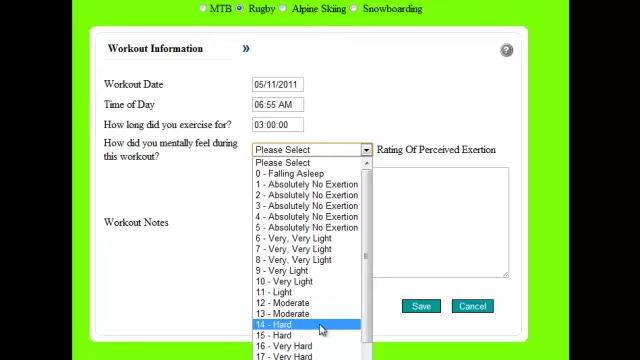 MTB Rugby Alpine Skiing Snowboarding
Workout Information »
?
Workout Date 05/11/2011
Time of Day 06:55 AM
How long did you exercise for? 03:00:00
How did you mentally feel during
this workout?
Please Select Rating Of Perceived Exertion
Please Select
0 - Falling Asleep
1 - Absolutely No Exertion
2 - Absolutely No Exertion
3 - Absolutely No Exertion
4 - Absolutely No Exertion
5 - Absolutely No Exertion
6 - Very, Very Light
7 - Very, Very Light
8 - Very, Very Light
9 - Very Light
10 - Very Light
11 - Light
12 - Moderate
13 - Moderate
14 - Hard
15 - Hard
16 - Very Hard
17 - Very Hard
Workout Notes
Save Cancel